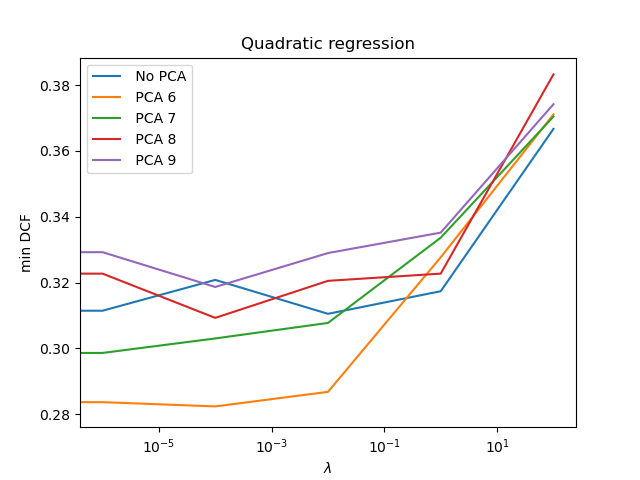 Quadratic regression
No PCA
PCA 6
PCA 7
PCA 8
PCA 9
min DCF
0.38
0.36
0.34
0.32
0.30
0.28
10⁻⁵
10⁻³
10⁻¹
10¹
λ